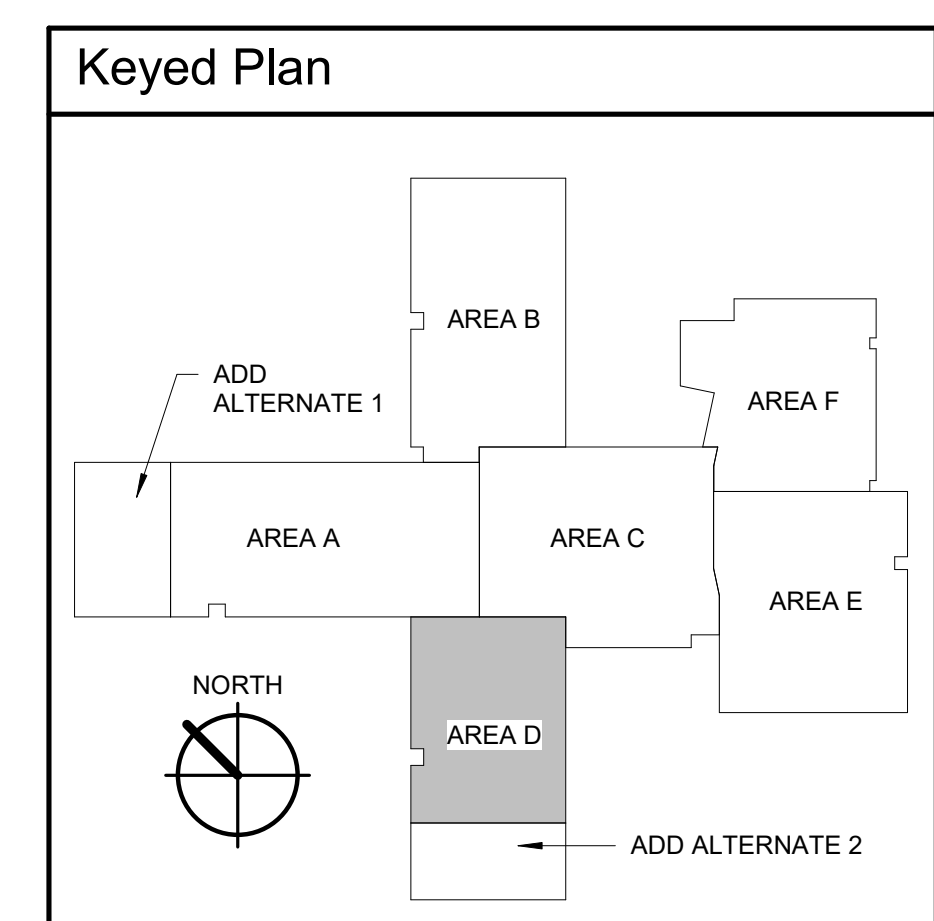 Keyed Plan
AREA B
ADD
ALTERNATE 1
AREA F
AREA A
AREA C
AREA E
NORTH
AREA D
ADD ALTERNATE 2